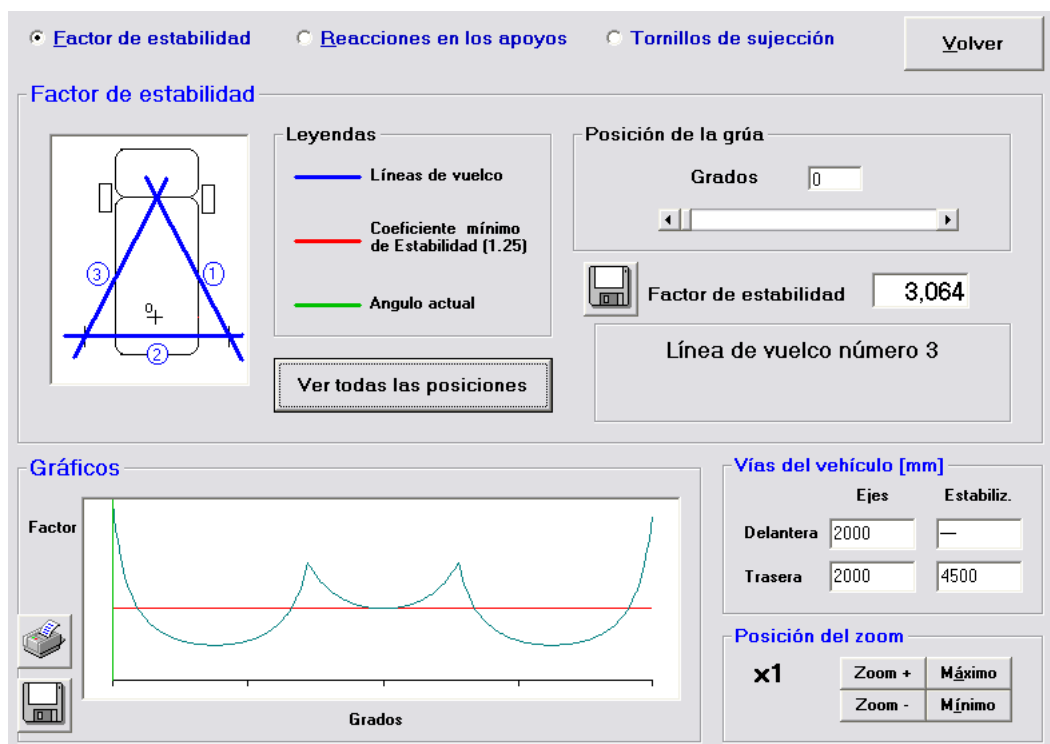 Factor de estabilidad
Reacciones en los apoyos
Tornillos de sujección
Volver
Factor de estabilidad
3
1
0
2
Leyendas
Líneas de vuelco
Coeficiente mínimo
de Estabilidad (1.25)
Angulo actual
Ver todas las posiciones
Posición de la grúa
Grados
0
Factor de estabilidad
3,064
Línea de vuelco número 3
Gráficos
Factor
Grados
Vías del vehículo [mm]
Ejes
Estabiliz.
Delantera
2000
—
Trasera
2000
4500
Posición del zoom
x1
Zoom +
Máximo
Zoom -
Mínimo